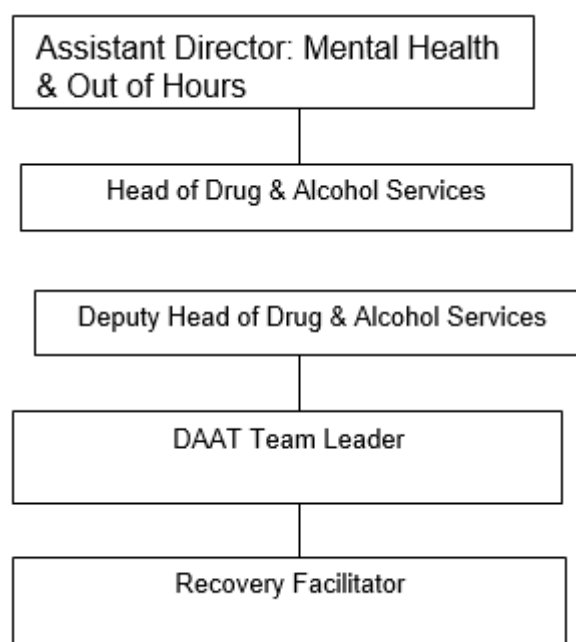 Assistant Director: Mental Health
& Out of Hours
Head of Drug & Alcohol Services
Deputy Head of Drug & Alcohol Services
DAAT Team Leader
Recovery Facilitator